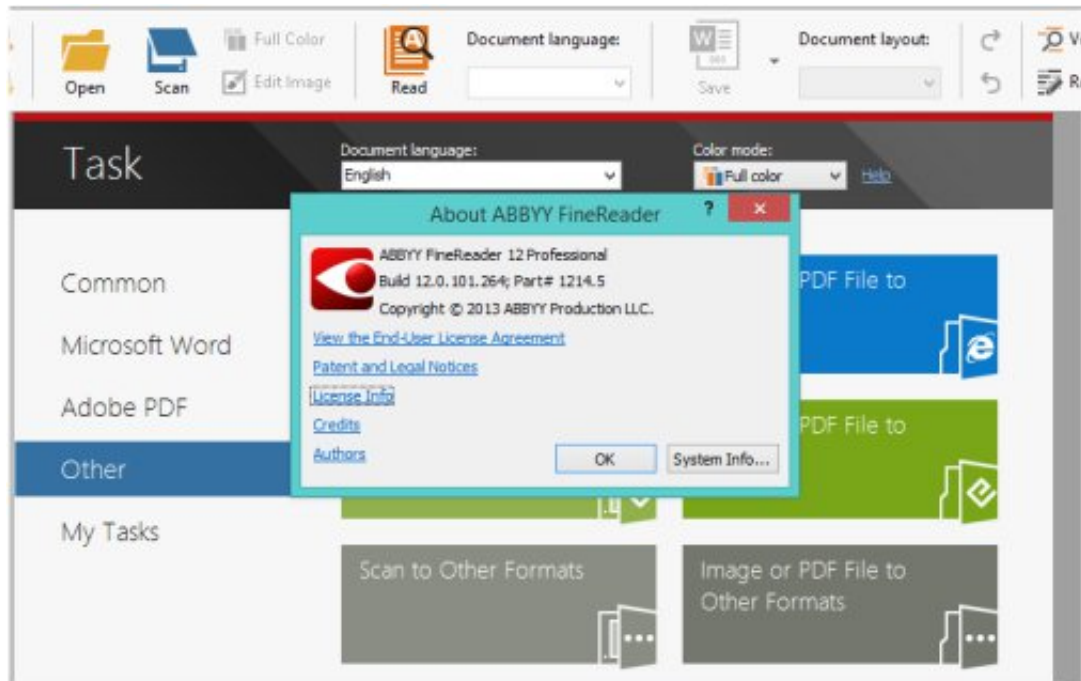 Open
Scan
Full Color
Edit Image
Read
Document language:
Save
Document layout:
Task
Document language:
English
Color mode:
Full color
Help
Common
Microsoft Word
Adobe PDF
Other
My Tasks
About ABBYY FineReader
?
ABBYY FineReader 12 Professional
Build 12.0.101.264; Part# 1214.5
Copyright © 2013 ABBYY Production LLC.
View the End-User License Agreement
Patent and Legal Notices
License Info
Credits
Authors
OK
System Info...
PDF File to
PDF File to
Scan to Other Formats
Image or PDF File to
Other Formats